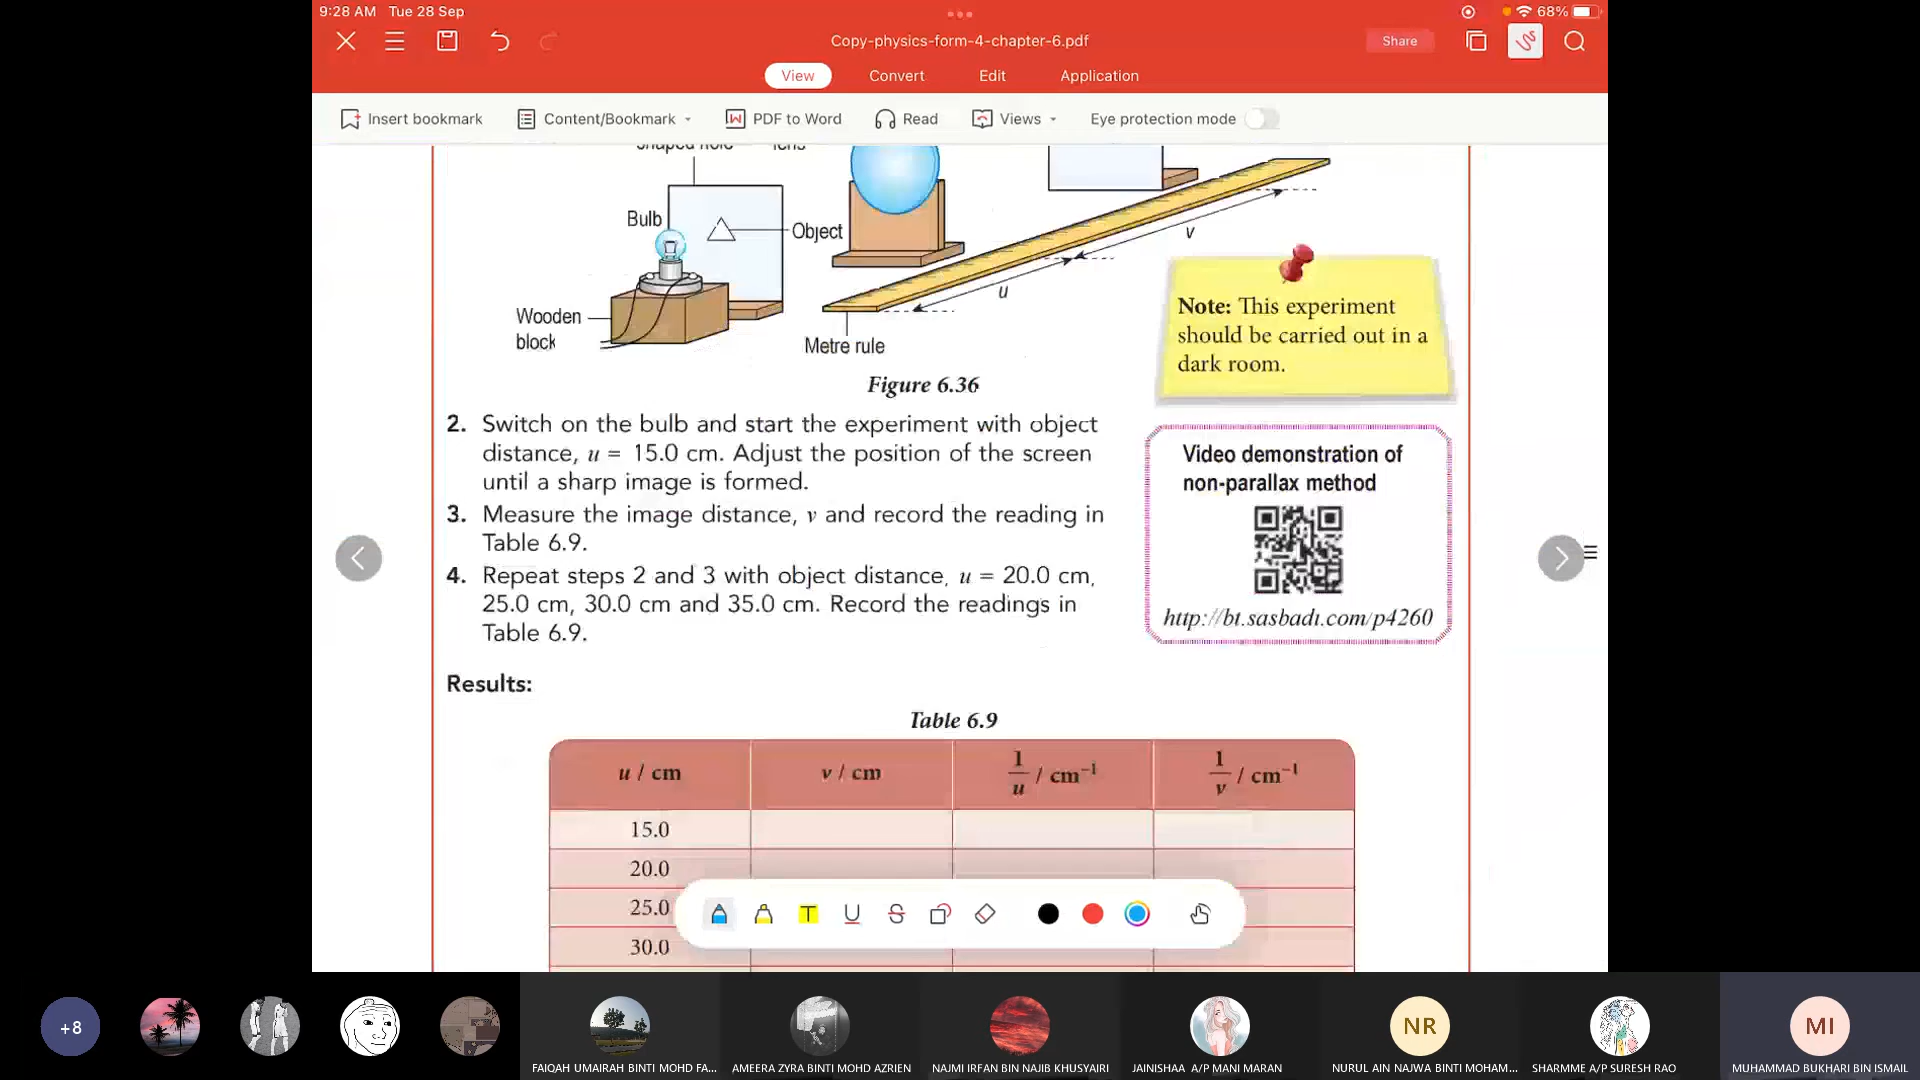 9:28 AM Tue 28 Sep
68%
Copy-physics-form-4-chapter-6.pdf
Share
View Convert Edit Application
Insert bookmark Content/Bookmark PDF to Word Read Views Eye protection mode
shaped hole lens
Bulb
Object
Wooden
block
Metre rule
u
v
Figure 6.36
Note: This experiment
should be carried out in a
dark room.
2. Switch on the bulb and start the experiment with object
distance, u = 15.0 cm. Adjust the position of the screen
until a sharp image is formed.
3. Measure the image distance, v and record the reading in
Table 6.9.
4. Repeat steps 2 and 3 with object distance, u = 20.0 cm,
25.0 cm, 30.0 cm and 35.0 cm. Record the readings in
Table 6.9.
Video demonstration of
non-parallax method
http://bt.sasbadi.com/p4260
Results:
Table 6.9
u / cm v / cm 1/u / cm⁻¹ 1/v / cm⁻¹
15.0
20.0
25.0
30.0
T U S
+8
NR
MI
FAIQAH UMAIRAH BINTI MOHD FA...
AMEERA ZYRA BINTI MOHD AZRIEN
NAJMI IRFAN BIN NAJIB KHUSYAIRI
JAINISHAA A/P MANI MARAN
NURUL AIN NAJWA BINTI MOHAM...
SHARMME A/P SURESH RAO
MUHAMMAD BUKHARI BIN ISMAIL